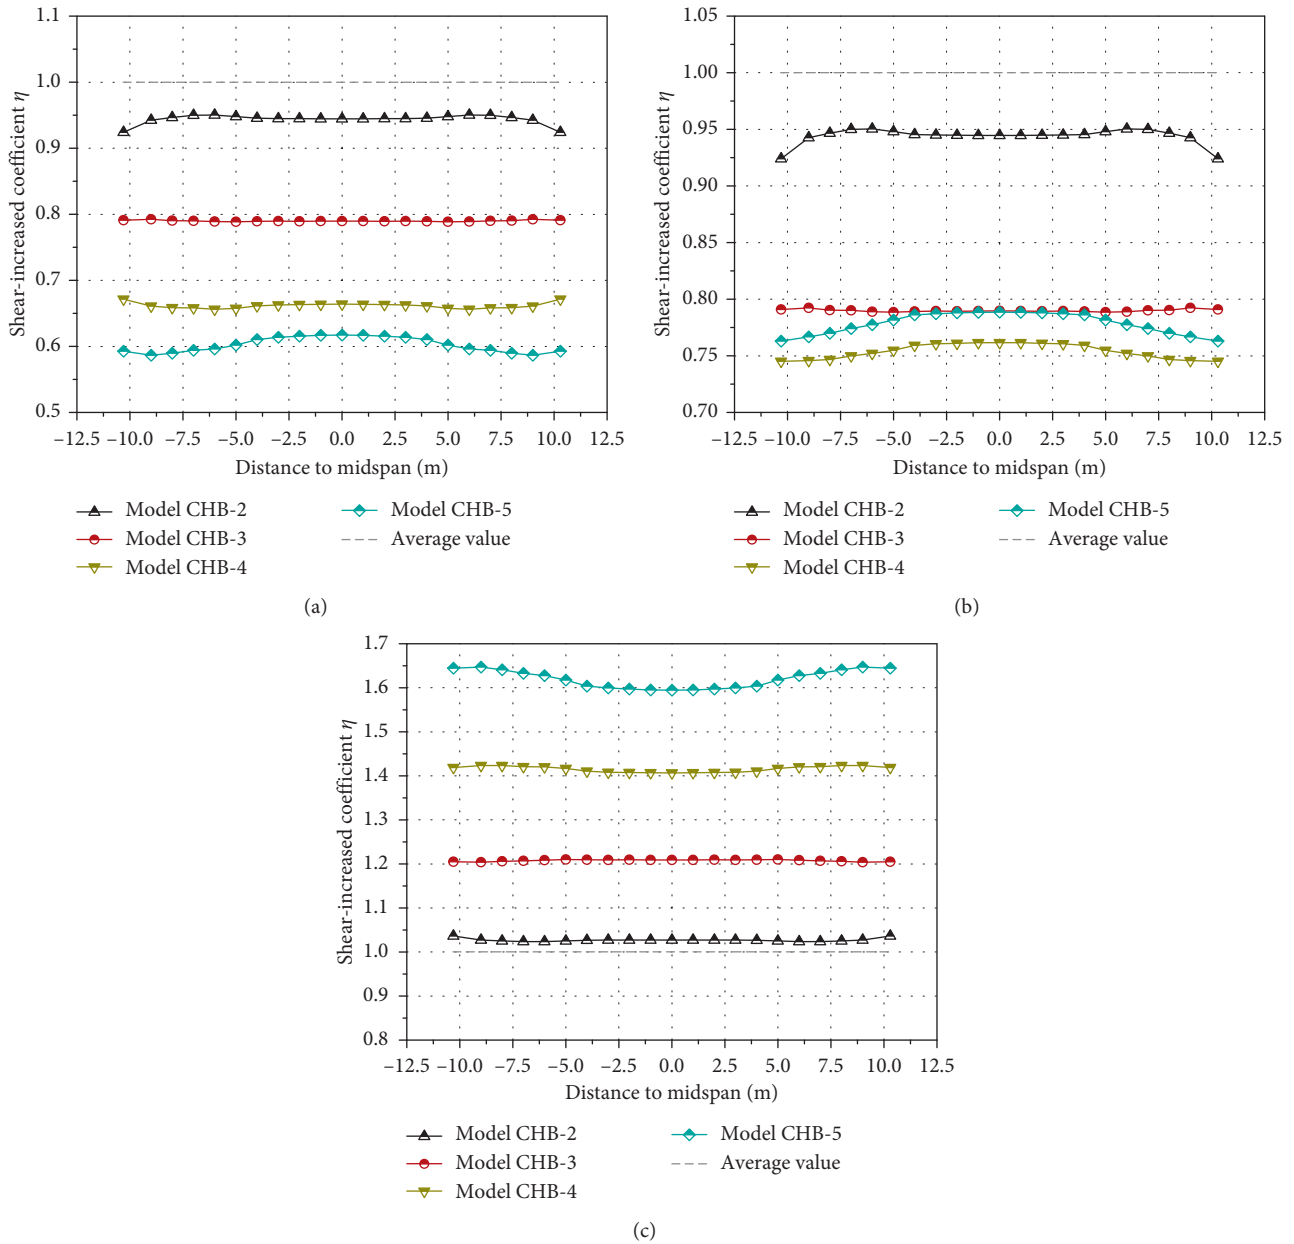 1.1
1.0
0.9
0.8
0.7
0.6
0.5
Shear-increased coefficient η
−12.5 −10.0 −7.5 −5.0 −2.5 0.0 2.5 5.0 7.5 10.0 12.5
Distance to midspan (m)
Model CHB-2
Model CHB-3
Model CHB-4
Model CHB-5
Average value
(a)
1.05
1.00
0.95
0.90
0.85
0.80
0.75
0.70
Shear-increased coefficient η
−12.5 −10.0 −7.5 −5.0 −2.5 0.0 2.5 5.0 7.5 10.0 12.5
Distance to midspan (m)
Model CHB-2
Model CHB-3
Model CHB-4
Model CHB-5
Average value
(b)
1.7
1.6
1.5
1.4
1.3
1.2
1.1
1.0
0.9
0.8
Shear-increased coefficient η
−12.5 −10.0 −7.5 −5.0 −2.5 0.0 2.5 5.0 7.5 10.0 12.5
Distance to midspan (m)
Model CHB-2
Model CHB-3
Model CHB-4
Model CHB-5
Average value
(c)